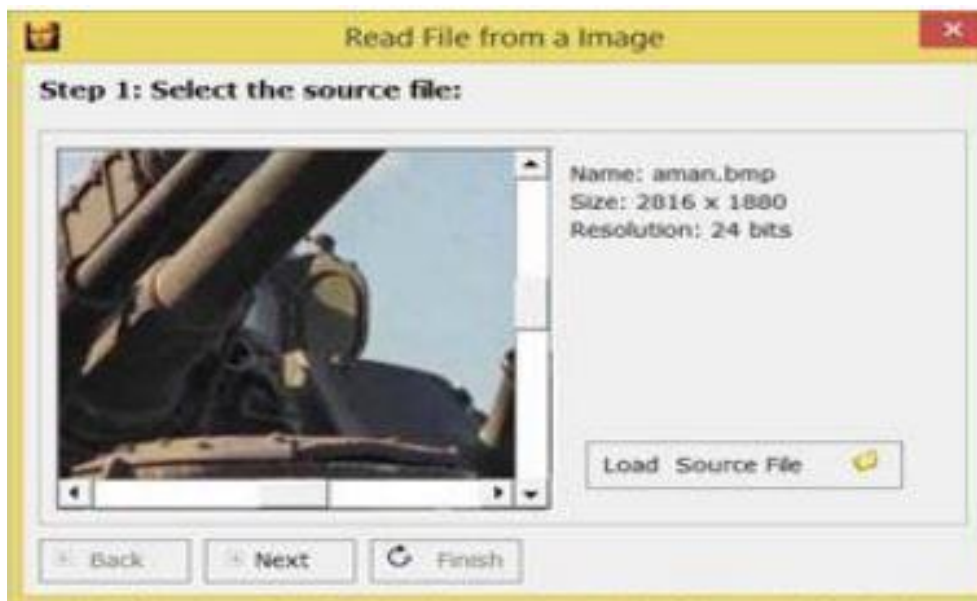 Read File from a Image
Step 1: Select the source file:
Name: aman.bmp
Size: 2816 x 1880
Resolution: 24 bits
Load Source File
Back
Next
Finish